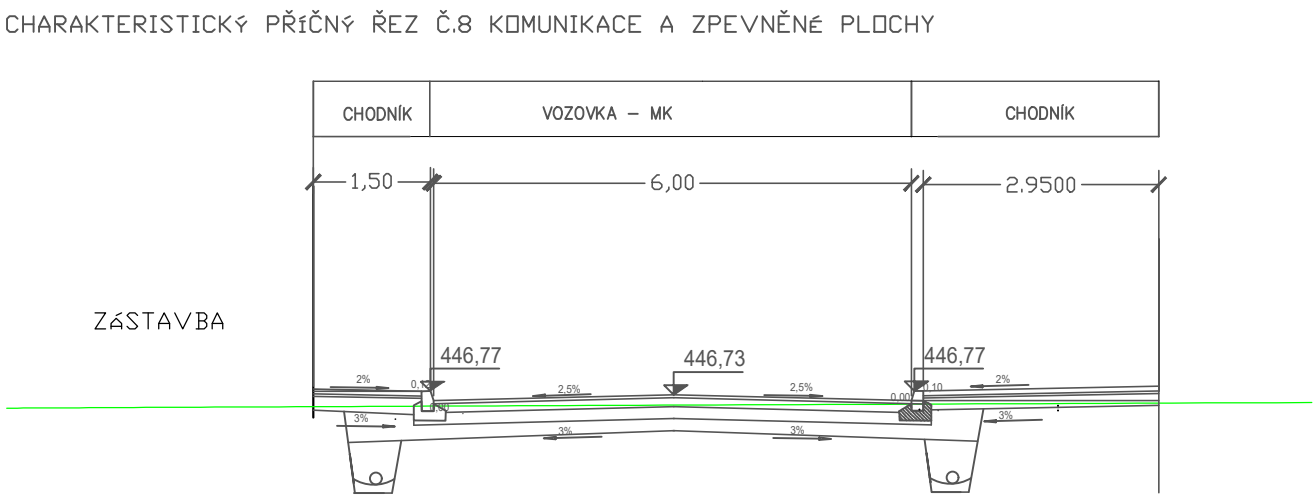 CHARAKTERISTICKÝ PŘÍČNÝ ŘEZ Č.8 KOMUNIKACE A ZPEVNĚNÉ PLOCHY
CHODNÍK VOZOVKA – MK CHODNÍK
1,50 6,00 2.9500
ZÁSTAVBA
446,77 446,73 446,77
2% 2,5% 2,5% 0,10 2%
0,00 0,00
3% 3% 3% 3%